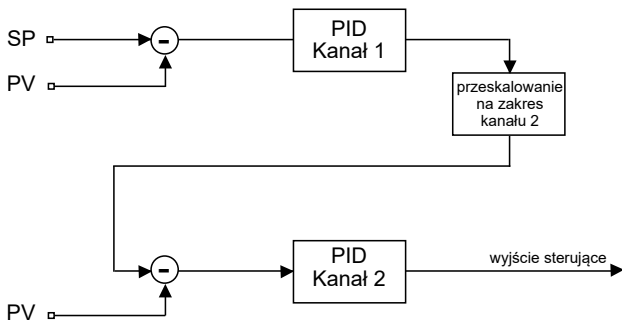 SP
PV
-
PID
Kanał 1
przeskalowanie
na zakres
kanału 2
-
PID
Kanał 2
wyjście sterujące
PV